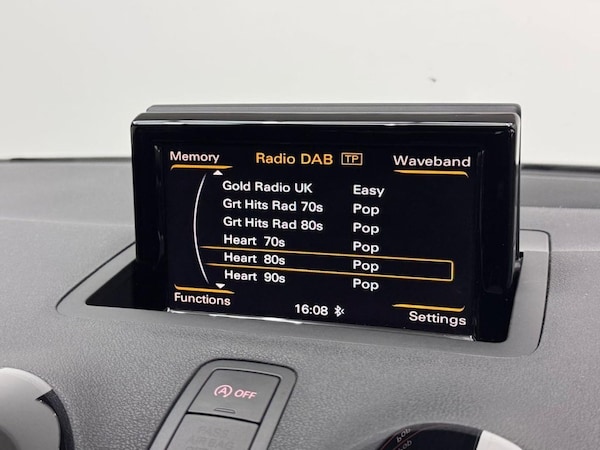 Memory Radio DAB TP Waveband
Gold Radio UK Easy
Grt Hits Rad 70s Pop
Grt Hits Rad 80s Pop
Heart 70s Pop
Heart 80s Pop
Heart 90s Pop
Functions 16:08 Settings
A OFF